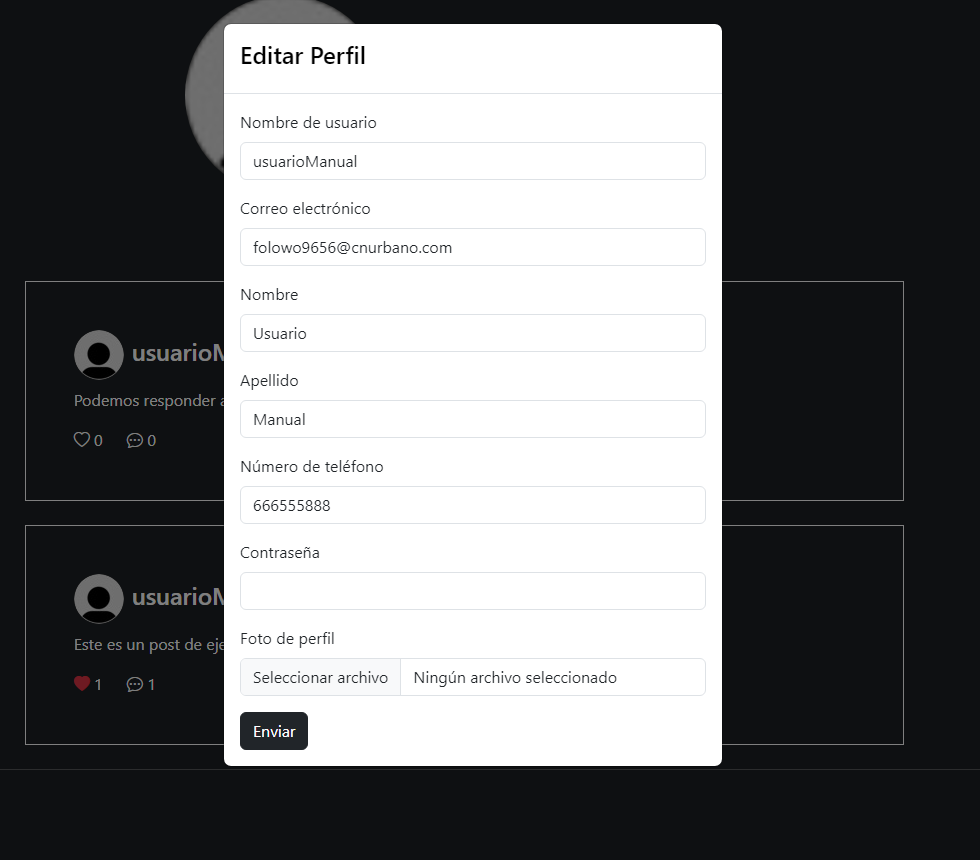 Editar Perfil
Nombre de usuario
usuarioManual
Correo electrónico
folowo9656@cnurbano.com
Nombre
Usuario
Apellido
Manual
Número de teléfono
666555888
Contraseña
Foto de perfil
Seleccionar archivo Ningún archivo seleccionado
Enviar
usuarioM
Podemos responder a
0 0
usuarioM
Este es un post de eje
1 1